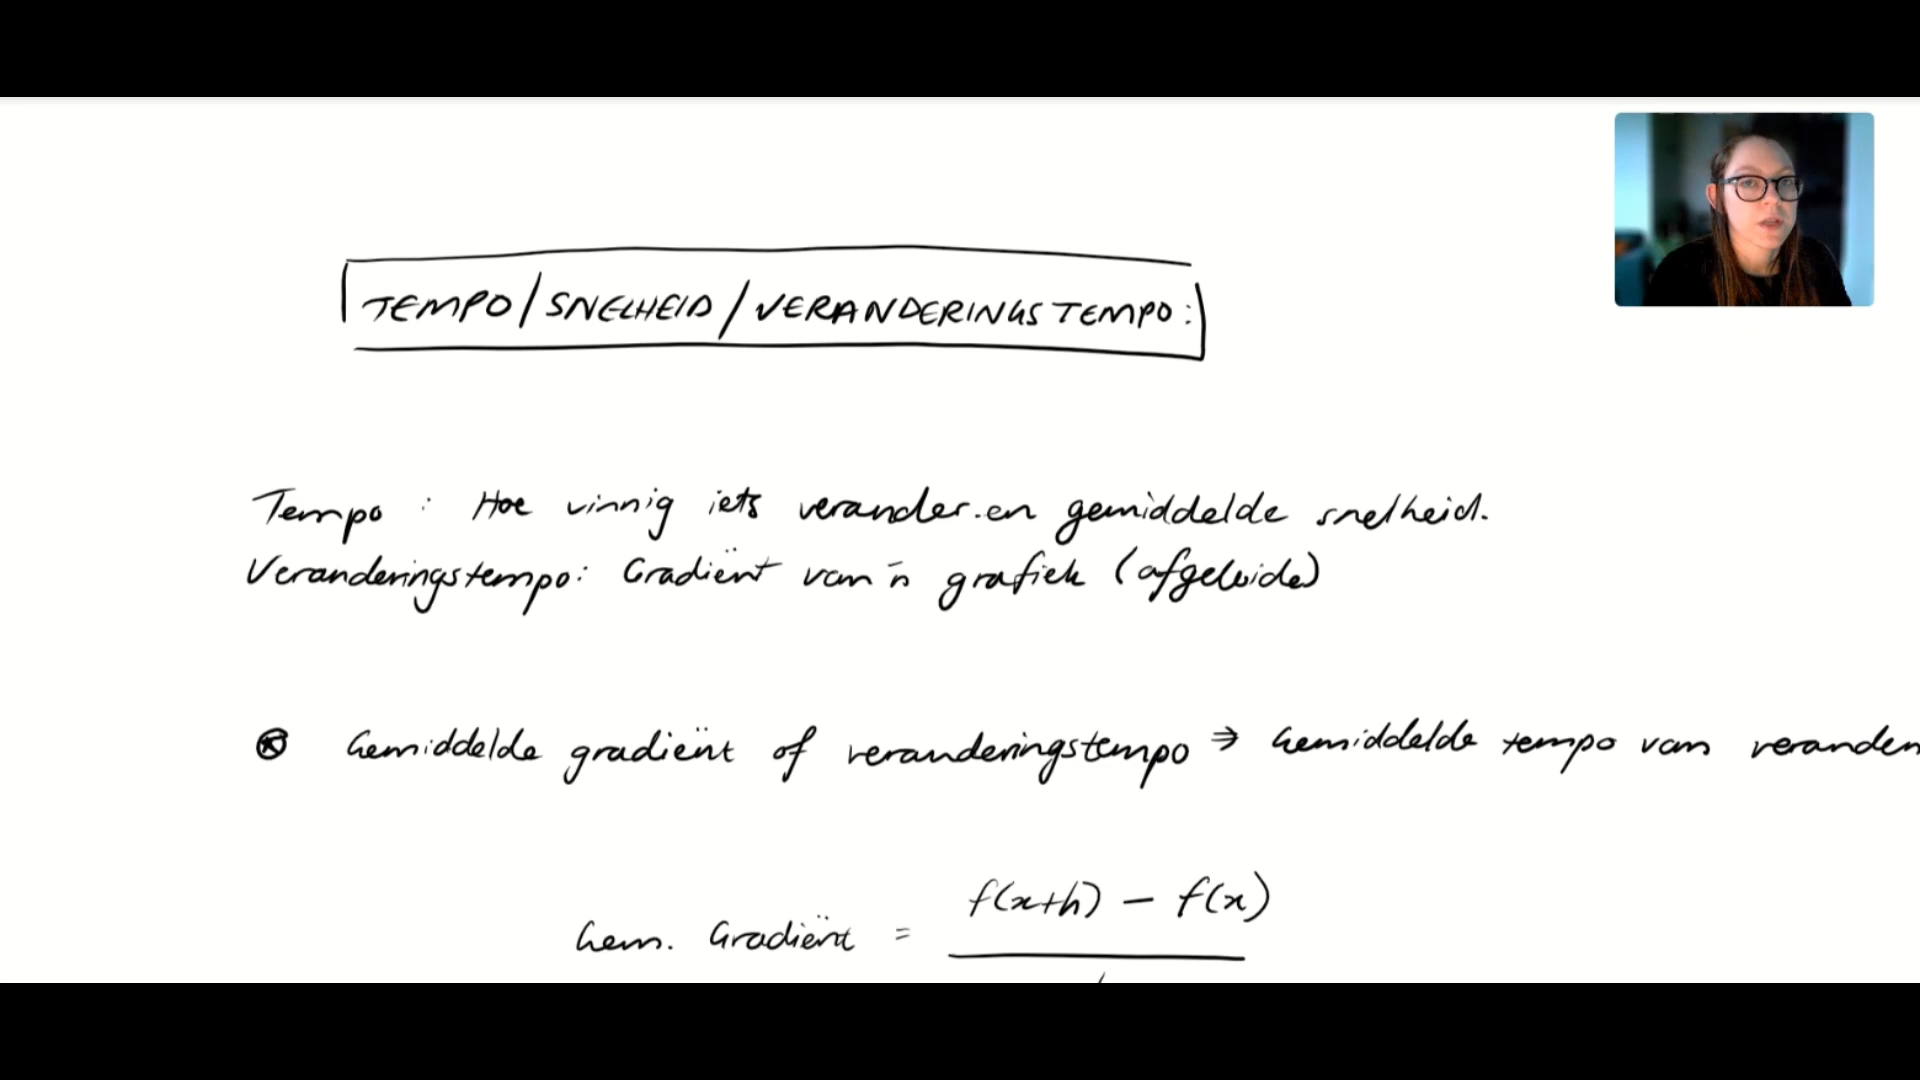 TEMPO/SNELHEID/VERANDERINGSTEMPO:
Tempo : Hoe vinnig iets verander.en gemiddelde snelheid.
Veranderingstempo: Gradiënt van 'n grafiek (afgeleide)
⊛ Gemiddelde gradiënt of veranderingstempo ⇒ Gemiddelde tempo van
f(x+h) - f(x)
Gem. Gradiënt =